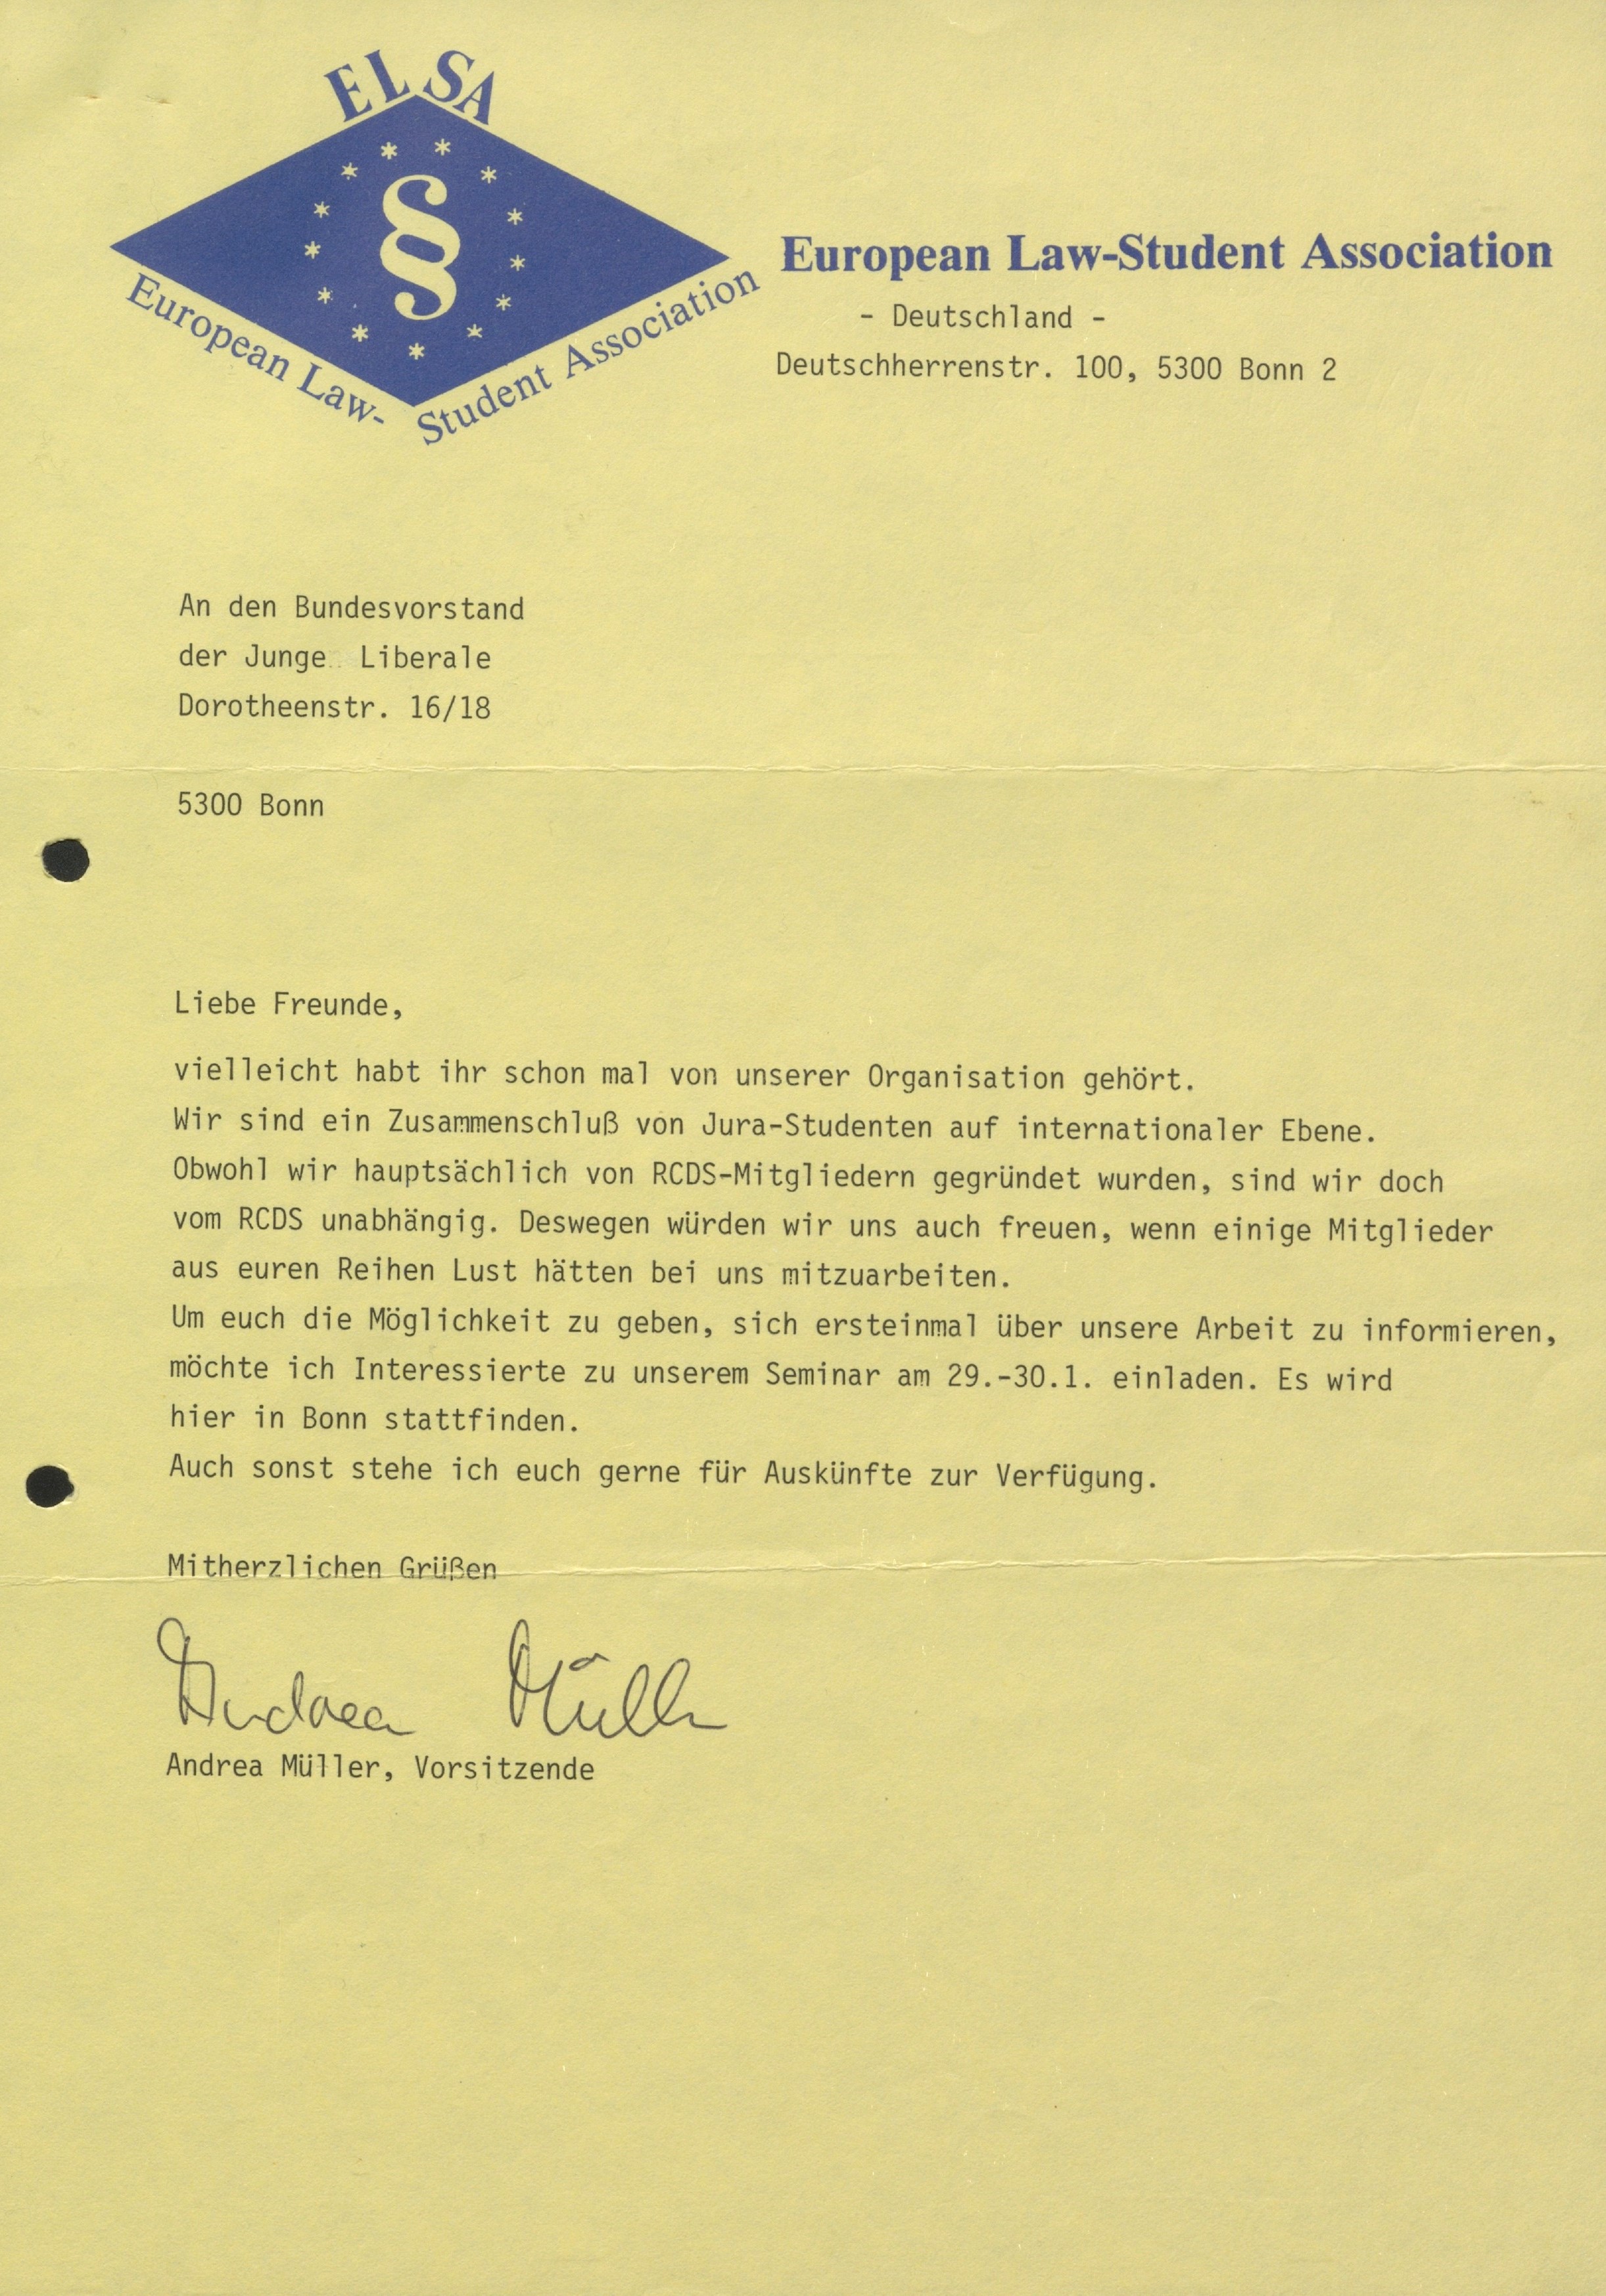 ELSA
§
European Law-Student Association
European Law-Student Association
- Deutschland -
Deutschherrenstr. 100, 5300 Bonn 2
An den Bundesvorstand
der Junge Liberale
Dorotheenstr. 16/18
5300 Bonn
Liebe Freunde,
vielleicht habt ihr schon mal von unserer Organisation gehört.
Wir sind ein Zusammenschluß von Jura-Studenten auf internationaler Ebene.
Obwohl wir hauptsächlich von RCDS-Mitgliedern gegründet wurden, sind wir doch
vom RCDS unabhängig. Deswegen würden wir uns auch freuen, wenn einige Mitglieder
aus euren Reihen Lust hätten bei uns mitzuarbeiten.
Um euch die Möglichkeit zu geben, sich ersteinmal über unsere Arbeit zu informieren,
möchte ich Interessierte zu unserem Seminar am 29.-30.1. einladen. Es wird
hier in Bonn stattfinden.
Auch sonst stehe ich euch gerne für Auskünfte zur Verfügung.
Mitherzlichen Grüßen
Andrea Müller
Andrea Müller, Vorsitzende